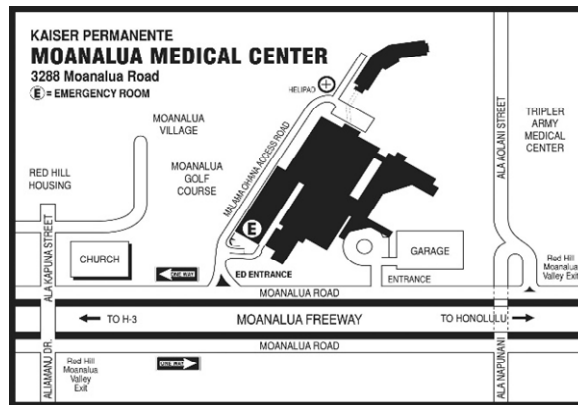 KAISER PERMANENTE
MOANALUA MEDICAL CENTER
3288 Moanalua Road
E = EMERGENCY ROOM
HELIPAD
MOANALUA
VILLAGE
TRIPLER
ARMY
MEDICAL
CENTER
ALA AOLANI STREET
MALAMA OHANA ACCESS ROAD
MOANALUA
GOLF
COURSE
RED HILL
HOUSING
ALA KAPUNA STREET
E
CHURCH
GARAGE
ONE WAY
ED ENTRANCE
ENTRANCE
Red Hill
Moanalua
Valley Exit
MOANALUA ROAD
TO H-3
MOANALUA FREEWAY
TO HONOLULU
MOANALUA ROAD
ALIAMANU DR.
Red Hill
Moanalua
Valley
Exit
ONE WAY
ALA NAPUNANI